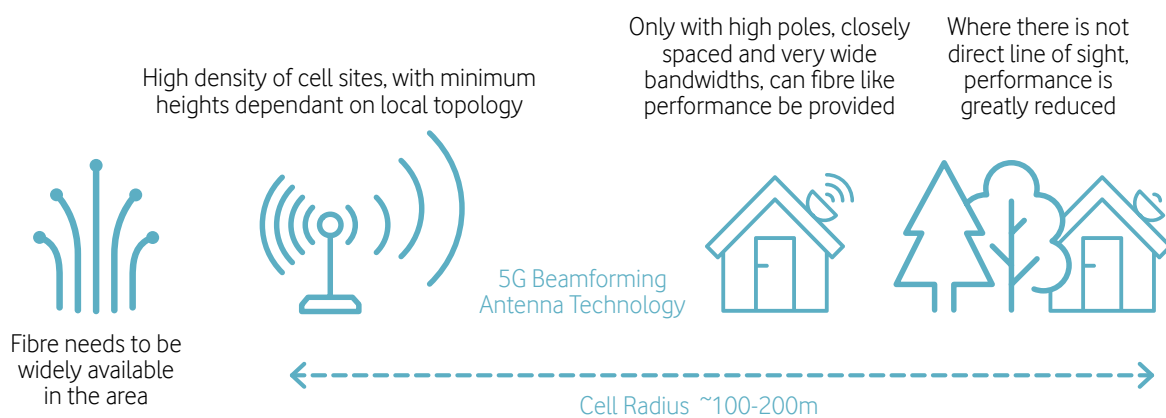 High density of cell sites, with minimum
heights dependant on local topology
Only with high poles, closely
spaced and very wide
bandwidths, can fibre like
performance be provided
Where there is not
direct line of sight,
performance is
greatly reduced
5G Beamforming
Antenna Technology
Fibre needs to be
widely available
in the area
Cell Radius ~100-200m